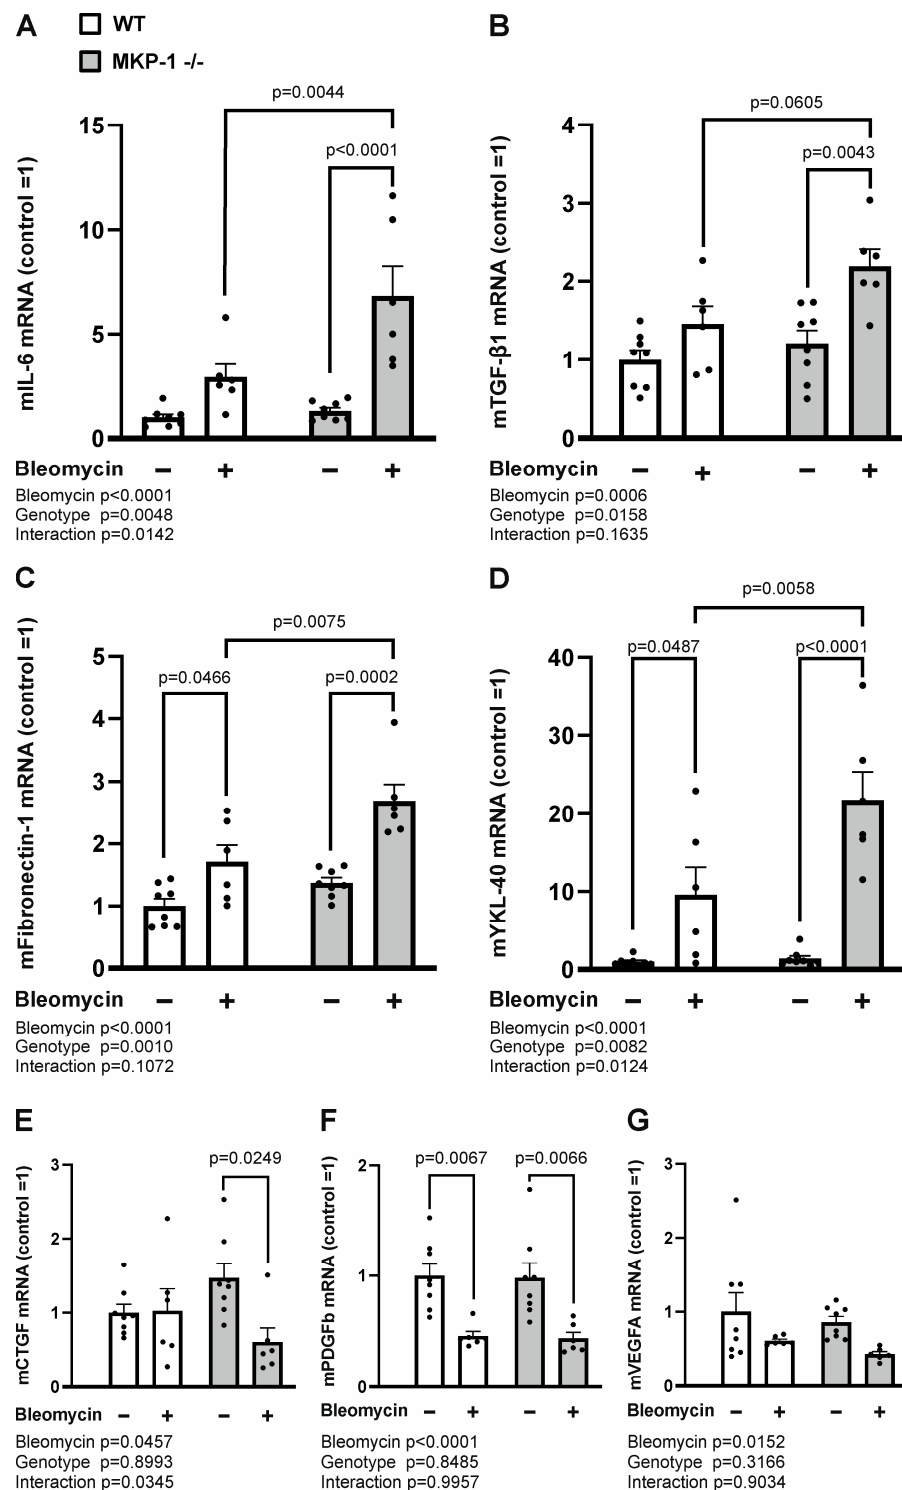 A
WT
MKP-1 -/-
p=0.0044
p<0.0001
mIL-6 mRNA (control =1)
15
10
5
0
Bleomycin − + − +
Bleomycin p<0.0001
Genotype p=0.0048
Interaction p=0.0142
B
p=0.0605
p=0.0043
mTGF-β1 mRNA (control =1)
4
3
2
1
0
Bleomycin − + − +
Bleomycin p=0.0006
Genotype p=0.0158
Interaction p=0.1635
C
p=0.0075
p=0.0466
p=0.0002
mFibronectin-1 mRNA (control =1)
5
4
3
2
1
0
Bleomycin − + − +
Bleomycin p<0.0001
Genotype p=0.0010
Interaction p=0.1072
D
p=0.0058
p=0.0487
p<0.0001
mYKL-40 mRNA (control =1)
40
30
20
10
0
Bleomycin − + − +
Bleomycin p<0.0001
Genotype p=0.0082
Interaction p=0.0124
E
p=0.0249
mCTGF mRNA (control =1)
3
2
1
0
Bleomycin − + − +
Bleomycin p=0.0457
Genotype p=0.8993
Interaction p=0.0345
F
p=0.0067
p=0.0066
mPDGFb mRNA (control =1)
2
1
0
Bleomycin − + − +
Bleomycin p<0.0001
Genotype p=0.8485
Interaction p=0.9957
G
mVEGFA mRNA (control =1)
3
2
1
0
Bleomycin − + − +
Bleomycin p=0.0152
Genotype p=0.3166
Interaction p=0.9034